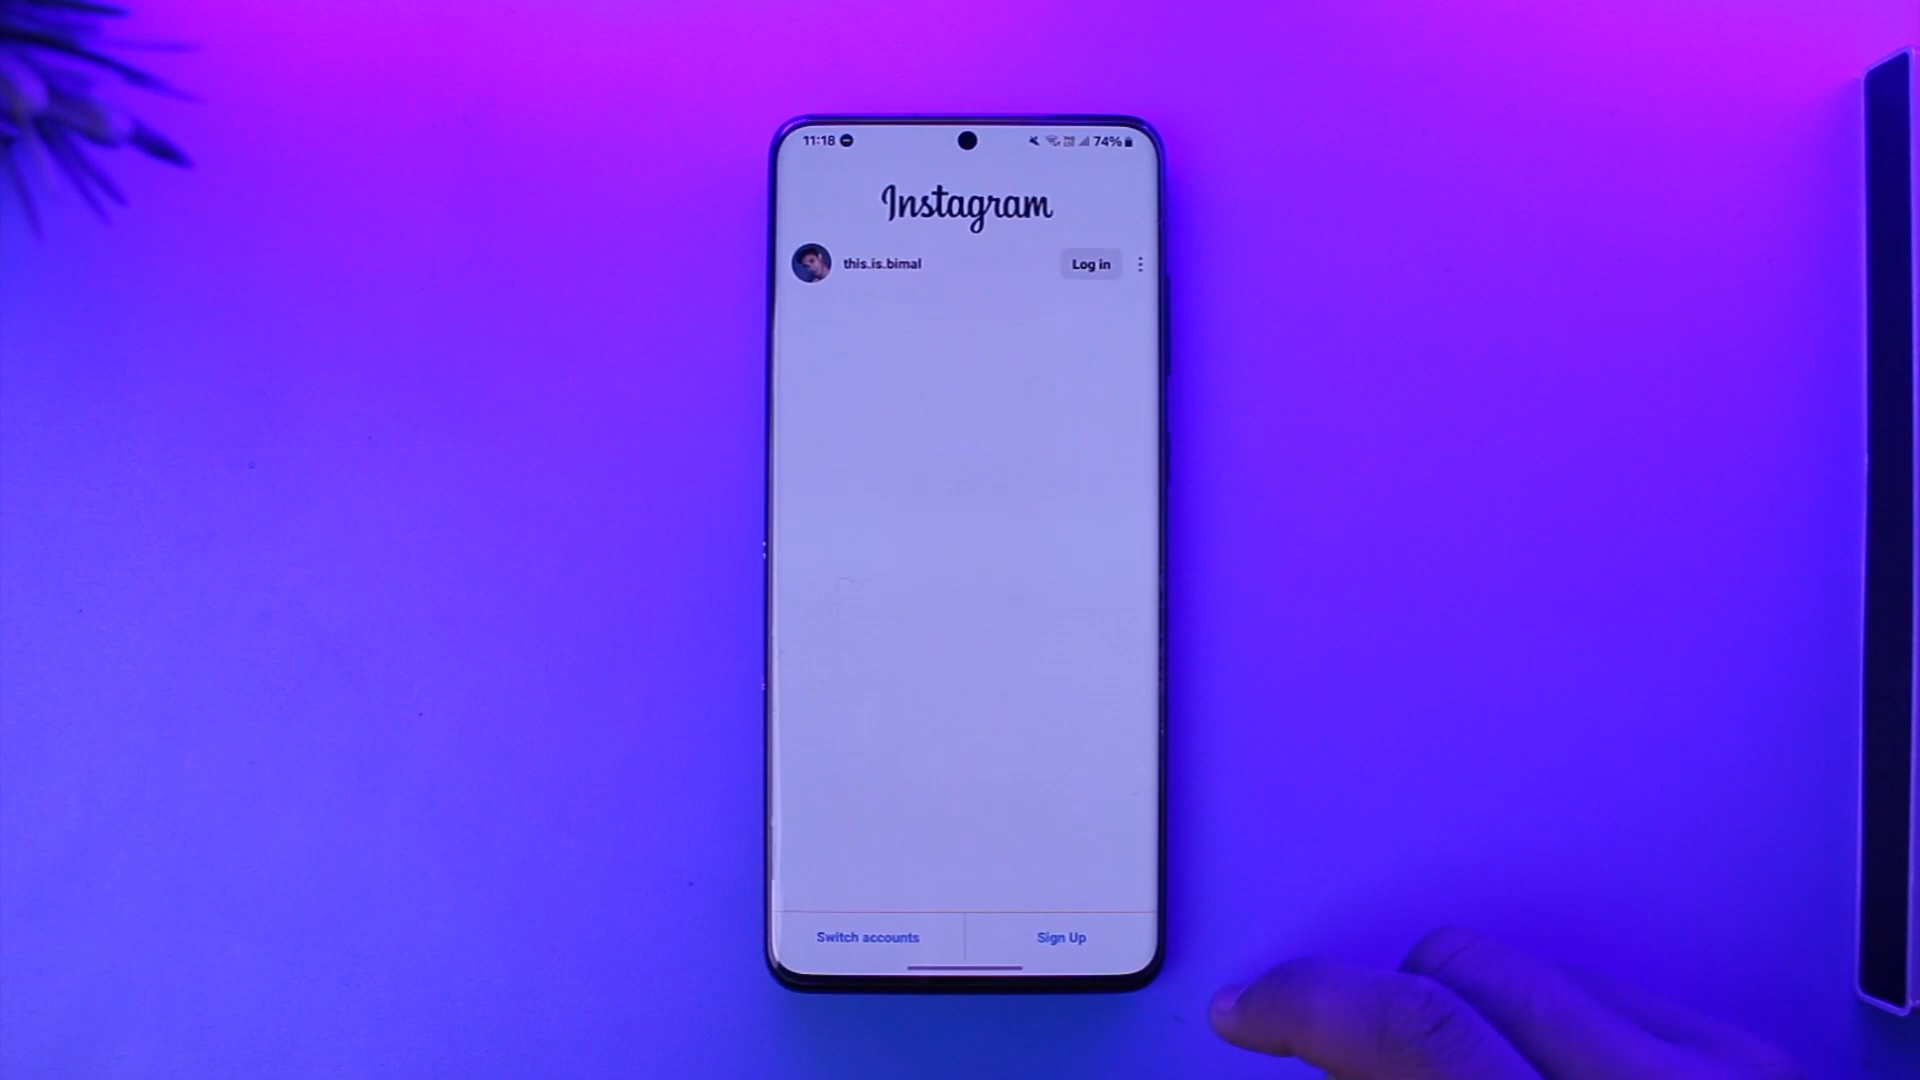 11:18
74%
Instagram
this.is.bimal
Log in
Switch accounts
Sign Up